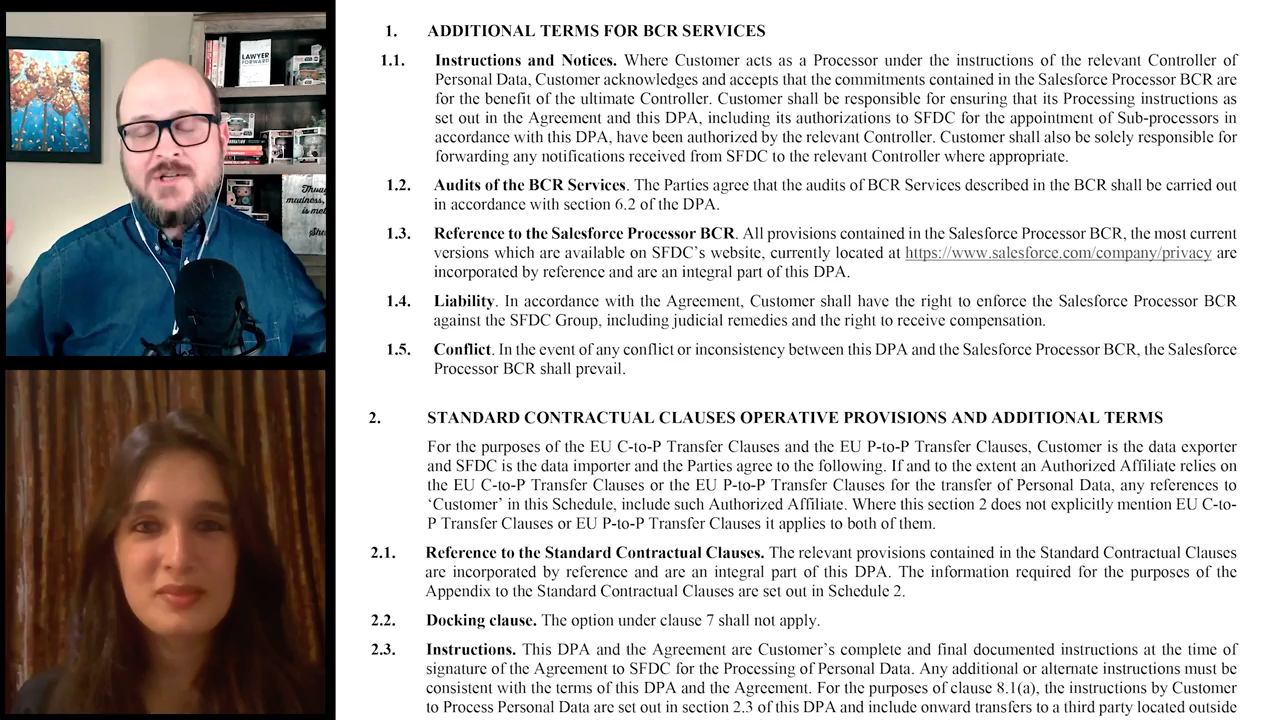 LAWYER
FORWARD
Though
madness,
is met
1. ADDITIONAL TERMS FOR BCR SERVICES
1.1. Instructions and Notices. Where Customer acts as a Processor under the instructions of the relevant Controller of
Personal Data, Customer acknowledges and accepts that the commitments contained in the Salesforce Processor BCR are
for the benefit of the ultimate Controller. Customer shall be responsible for ensuring that its Processing instructions as
set out in the Agreement and this DPA, including its authorizations to SFDC for the appointment of Sub-processors in
accordance with this DPA, have been authorized by the relevant Controller. Customer shall also be solely responsible for
forwarding any notifications received from SFDC to the relevant Controller where appropriate.
1.2. Audits of the BCR Services. The Parties agree that the audits of BCR Services described in the BCR shall be carried out
in accordance with section 6.2 of the DPA.
1.3. Reference to the Salesforce Processor BCR. All provisions contained in the Salesforce Processor BCR, the most current
versions which are available on SFDC's website, currently located at https://www.salesforce.com/company/privacy are
incorporated by reference and are an integral part of this DPA.
1.4. Liability. In accordance with the Agreement, Customer shall have the right to enforce the Salesforce Processor BCR
against the SFDC Group, including judicial remedies and the right to receive compensation.
1.5. Conflict. In the event of any conflict or inconsistency between this DPA and the Salesforce Processor BCR, the Salesforce
Processor BCR shall prevail.
2. STANDARD CONTRACTUAL CLAUSES OPERATIVE PROVISIONS AND ADDITIONAL TERMS
For the purposes of the EU C-to-P Transfer Clauses and the EU P-to-P Transfer Clauses, Customer is the data exporter
and SFDC is the data importer and the Parties agree to the following. If and to the extent an Authorized Affiliate relies on
the EU C-to-P Transfer Clauses or the EU P-to-P Transfer Clauses for the transfer of Personal Data, any references to
‘Customer’ in this Schedule, include such Authorized Affiliate. Where this section 2 does not explicitly mention EU C-to-
P Transfer Clauses or EU P-to-P Transfer Clauses it applies to both of them.
2.1. Reference to the Standard Contractual Clauses. The relevant provisions contained in the Standard Contractual Clauses
are incorporated by reference and are an integral part of this DPA. The information required for the purposes of the
Appendix to the Standard Contractual Clauses are set out in Schedule 2.
2.2. Docking clause. The option under clause 7 shall not apply.
2.3. Instructions. This DPA and the Agreement are Customer's complete and final documented instructions at the time of
signature of the Agreement to SFDC for the Processing of Personal Data. Any additional or alternate instructions must be
consistent with the terms of this DPA and the Agreement. For the purposes of clause 8.1(a), the instructions by Customer
to Process Personal Data are set out in section 2.3 of this DPA and include onward transfers to a third party located outside